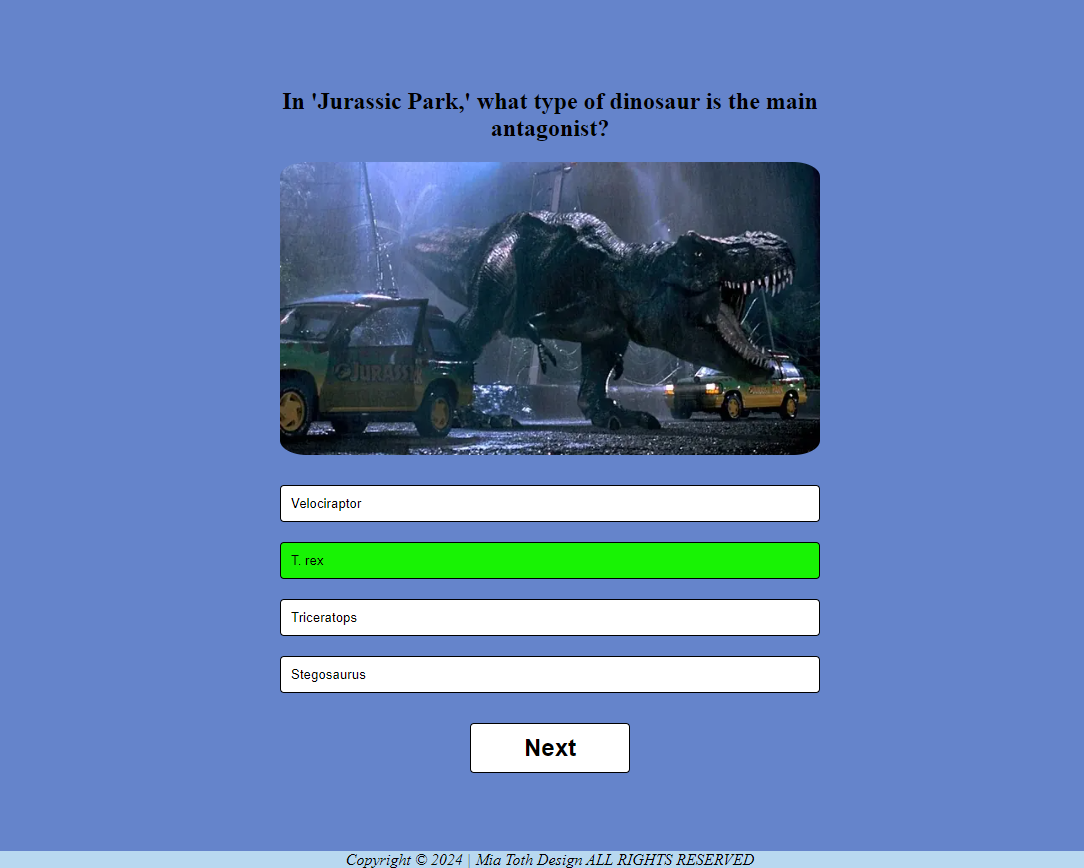 In 'Jurassic Park,' what type of dinosaur is the main
antagonist?
JURASSIC
Velociraptor
T. rex
Triceratops
Stegosaurus
Next
Copyright © 2024 | Mia Toth Design ALL RIGHTS RESERVED